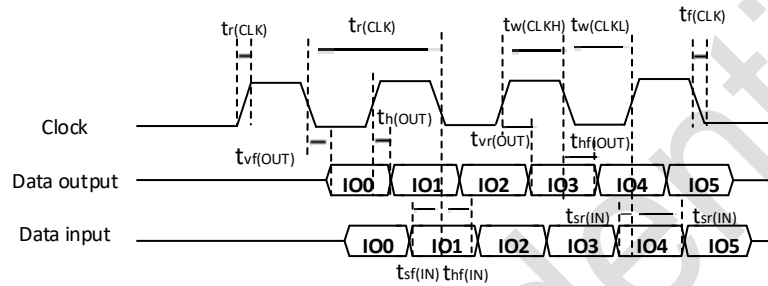 tr(CLK) tr(CLK) tw(CLKH) tw(CLKL) tf(CLK)
Clock
th(OUT)
tvf(OUT) tvr(OUT) thf(OUT)
Data output IO0 IO1 IO2 IO3 IO4 IO5
tsr(IN) tsr(IN)
Data input IO0 IO1 IO2 IO3 IO4 IO5
tsf(IN) thf(IN)